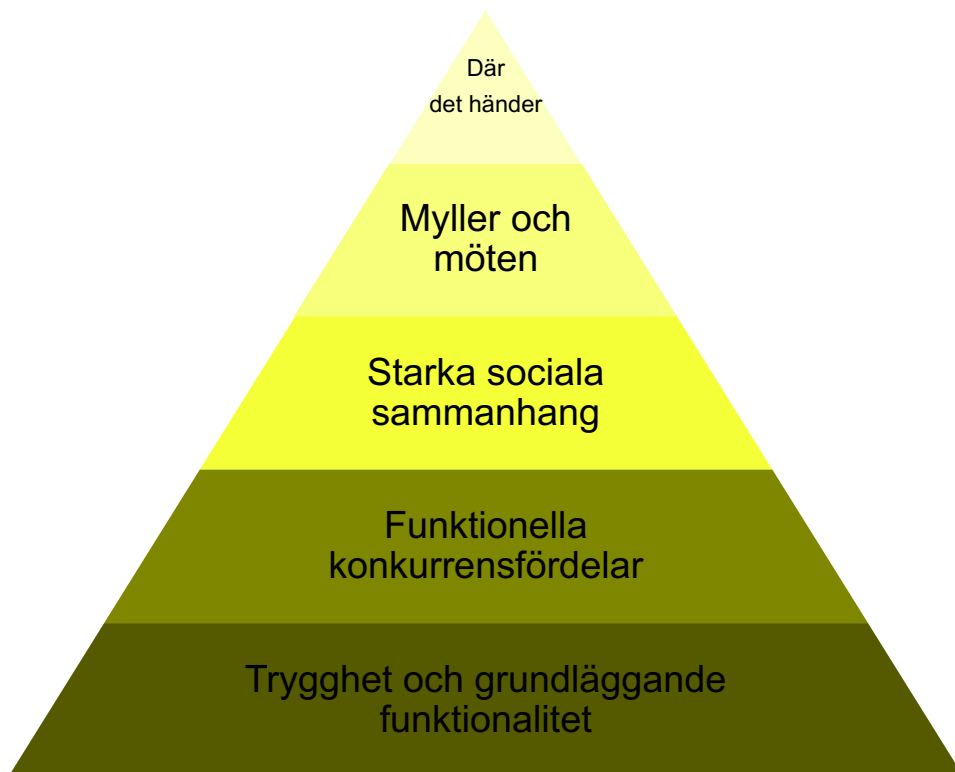 Där
det händer
Myller och
möten
Starka sociala
sammanhang
Funktionella
konkurrensfördelar
Trygghet och grundläggande
funktionalitet